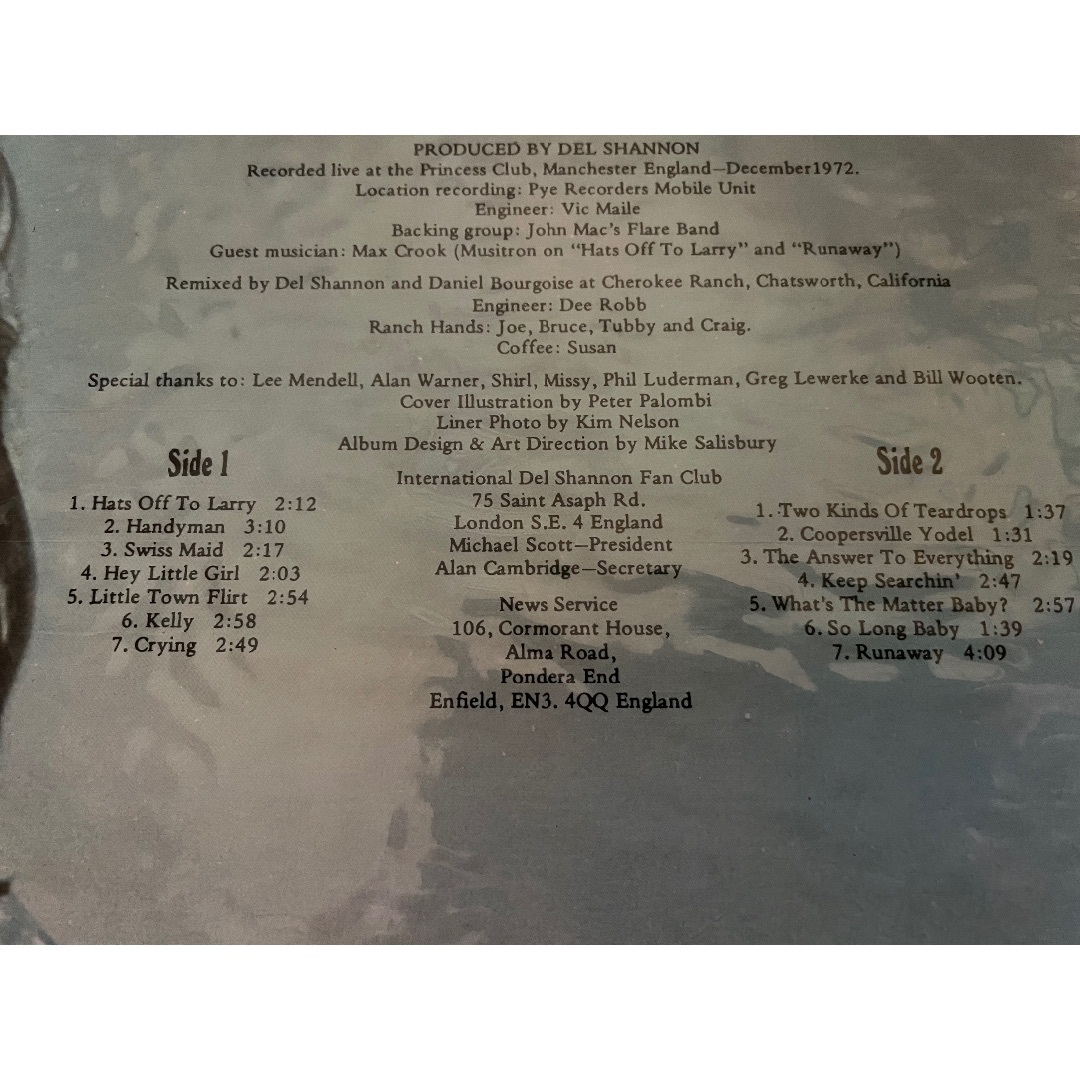 PRODUCED BY DEL SHANNON
Recorded live at the Princess Club, Manchester England—December1972.
Location recording: Pye Recorders Mobile Unit
Engineer: Vic Maile
Backing group: John Mac's Flare Band
Guest musician: Max Crook (Musitron on "Hats Off To Larry" and "Runaway")
Remixed by Del Shannon and Daniel Bourgoise at Cherokee Ranch, Chatsworth, California
Engineer: Dee Robb
Ranch Hands: Joe, Bruce, Tubby and Craig.
Coffee: Susan
Special thanks to: Lee Mendell, Alan Warner, Shirl, Missy, Phil Luderman, Greg Lewerke and Bill Wooten.
Cover Illustration by Peter Palombi
Liner Photo by Kim Nelson
Album Design & Art Direction by Mike Salisbury
Side 1
1. Hats Off To Larry 2:12
2. Handyman 3:10
3. Swiss Maid 2:17
4. Hey Little Girl 2:03
5. Little Town Flirt 2:54
6. Kelly 2:58
7. Crying 2:49
International Del Shannon Fan Club
75 Saint Asaph Rd.
London S.E. 4 England
Michael Scott—President
Alan Cambridge—Secretary
News Service
106, Cormorant House,
Alma Road,
Pondera End
Enfield, EN3. 4QQ England
Side 2
1. Two Kinds Of Teardrops 1:37
2. Coopersville Yodel 1:31
3. The Answer To Everything 2:19
4. Keep Searchin' 2:47
5. What's The Matter Baby? 2:57
6. So Long Baby 1:39
7. Runaway 4:09